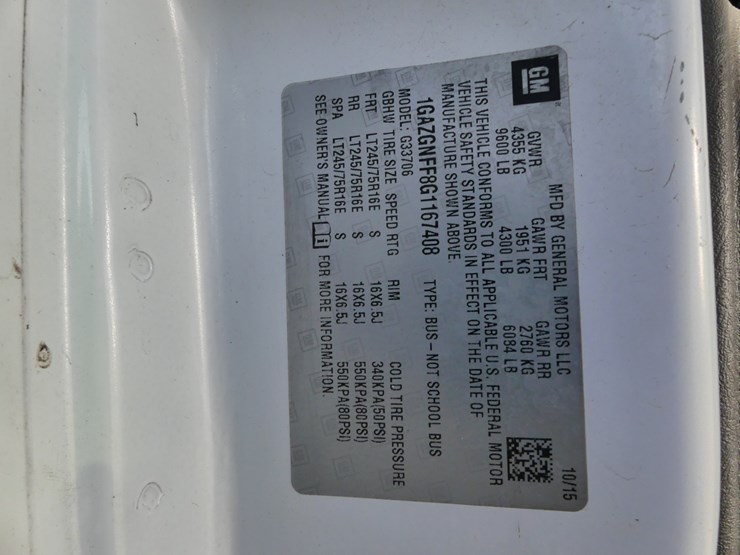 GM
MFD BY GENERAL MOTORS LLC 10/15
GVWR GAWR FRT GAWR RR
4355 KG 1951 KG 2760 KG
9600 LB 4300 LB 6084 LB
THIS VEHICLE CONFORMS TO ALL APPLICABLE U.S. FEDERAL MOTOR
VEHICLE SAFETY STANDARDS IN EFFECT ON THE DATE OF
MANUFACTURE SHOWN ABOVE.
1GAZGNFF8G1167408 TYPE: BUS-NOT SCHOOL BUS
MODEL: G33706
GBHW TIRE SIZE SPEED RTG RIM COLD TIRE PRESSURE
FRT LT245/75R16E S 16X6.5J 340KPA(50PSI)
RR LT245/75R16E S 16X6.5J 550KPA(80PSI)
SPA LT245/75R16E S 16X6.5J 550KPA(80PSI)
SEE OWNER'S MANUAL FOR MORE INFORMATION.